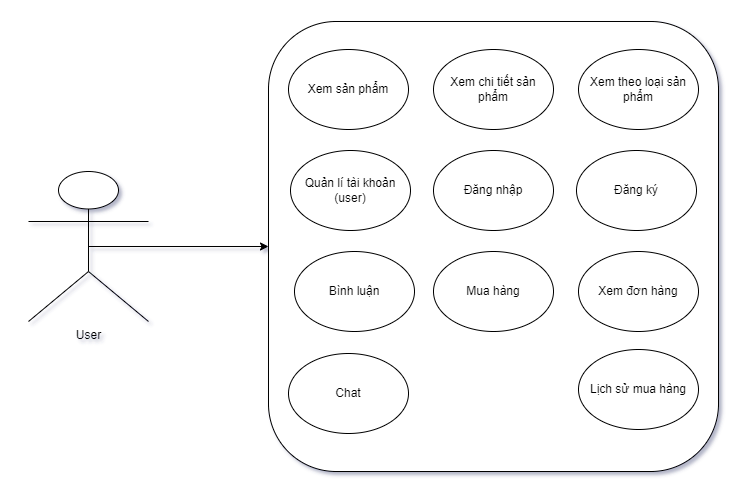 Xem sản phẩm
Xem chi tiết sản
phẩm
Xem theo loại sản
phẩm
Quản lí tài khoản
(user)
Đăng nhập
Đăng ký
Bình luận
Mua hàng
Xem đơn hàng
Chat
Lịch sử mua hàng
User